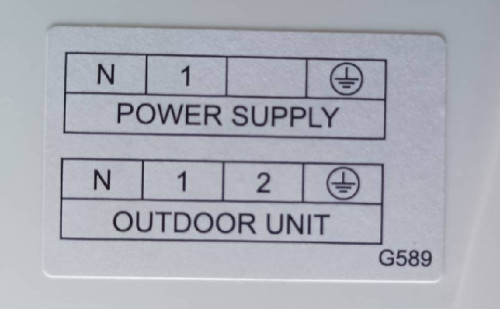 N 1 ⏚
POWER SUPPLY
N 1 2 ⏚
OUTDOOR UNIT
G589